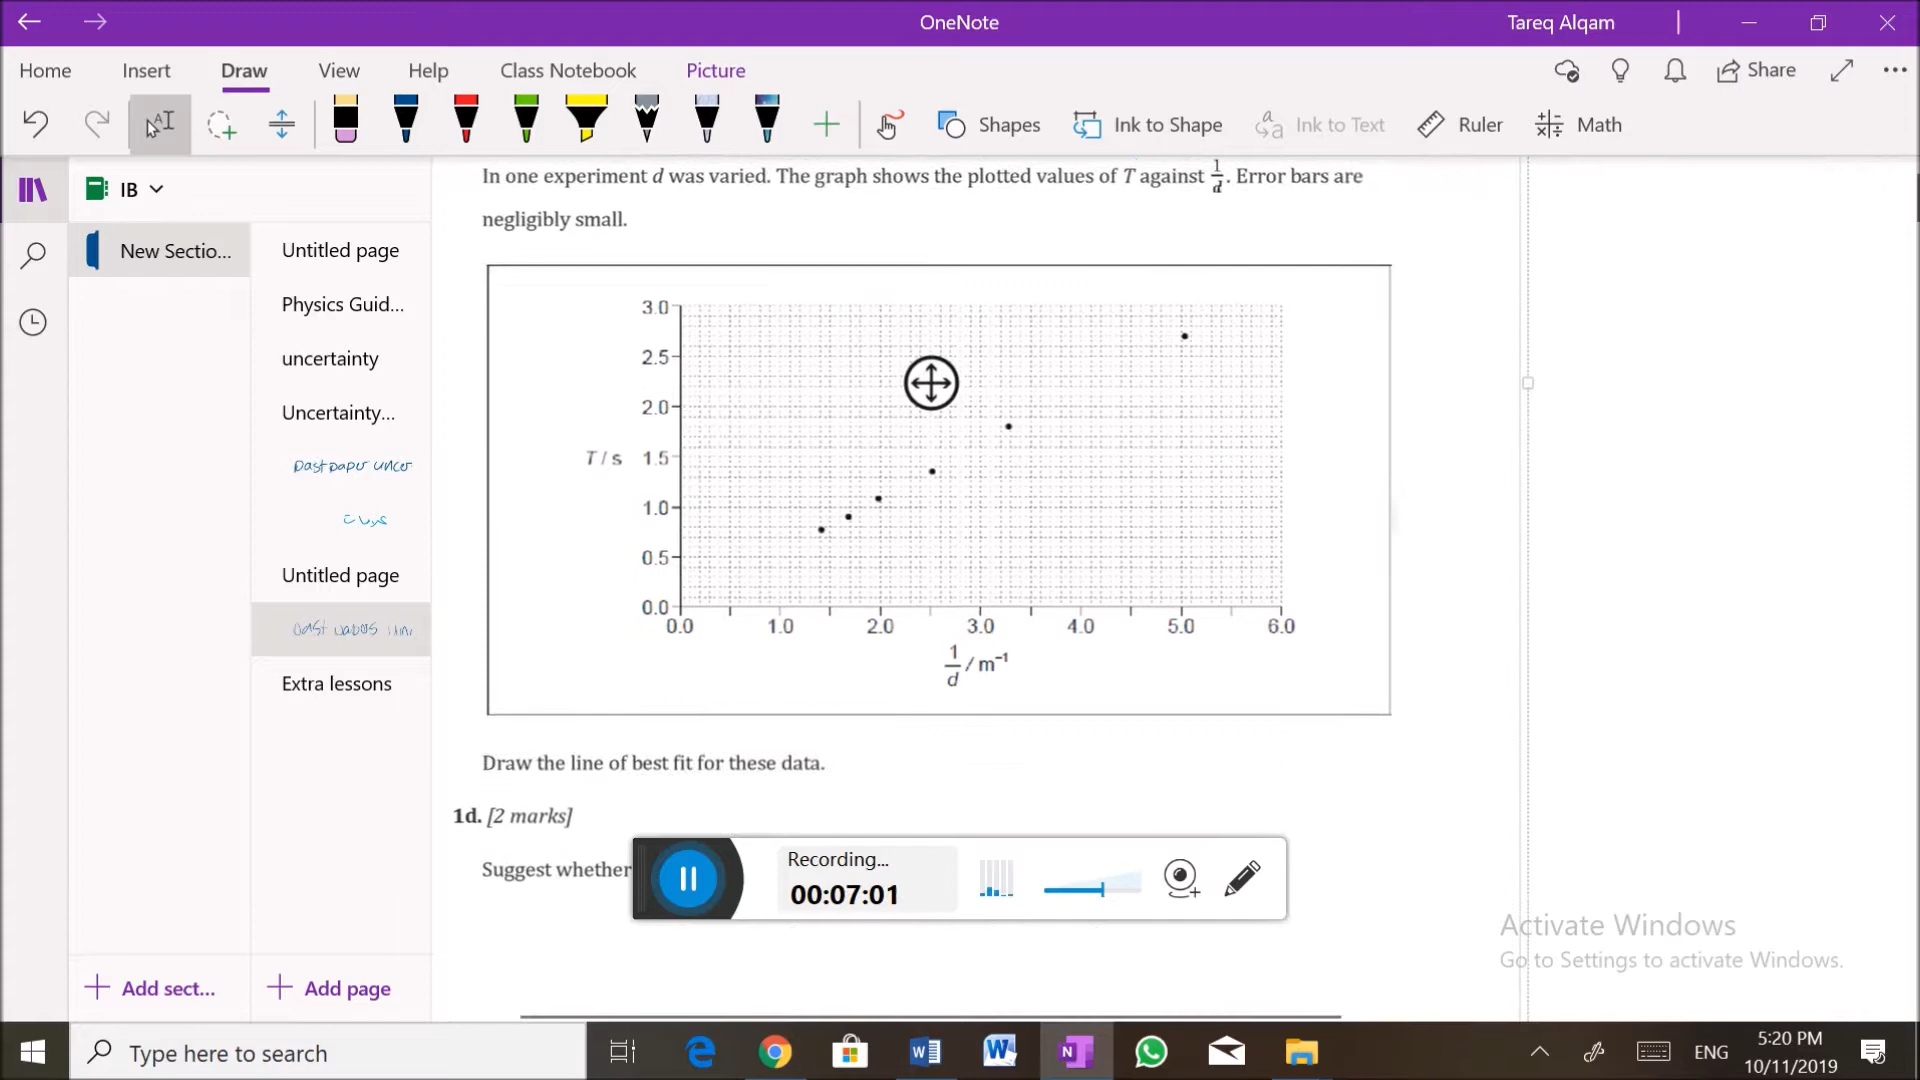 OneNote
Tareq Alqam
Home Insert Draw View Help Class Notebook Picture
Share
Shapes Ink to Shape Ink to Text Ruler Math
IB
New Sectio...
Untitled page
Physics Guid...
uncertainty
Uncertainty...
Past paper uncer
Untitled page
Extra lessons
Add sect...
Add page
In one experiment d was varied. The graph shows the plotted values of T against 1/d. Error bars are
negligibly small.
3.0
2.5
2.0
T / s 1.5
1.0
0.5
0.0
0.0 1.0 2.0 3.0 4.0 5.0 6.0
1/d / m⁻¹
Draw the line of best fit for these data.
1d. [2 marks]
Suggest whether
Recording...
00:07:01
Activate Windows
Go to Settings to activate Windows.
Type here to search
ENG
5:20 PM
10/11/2019